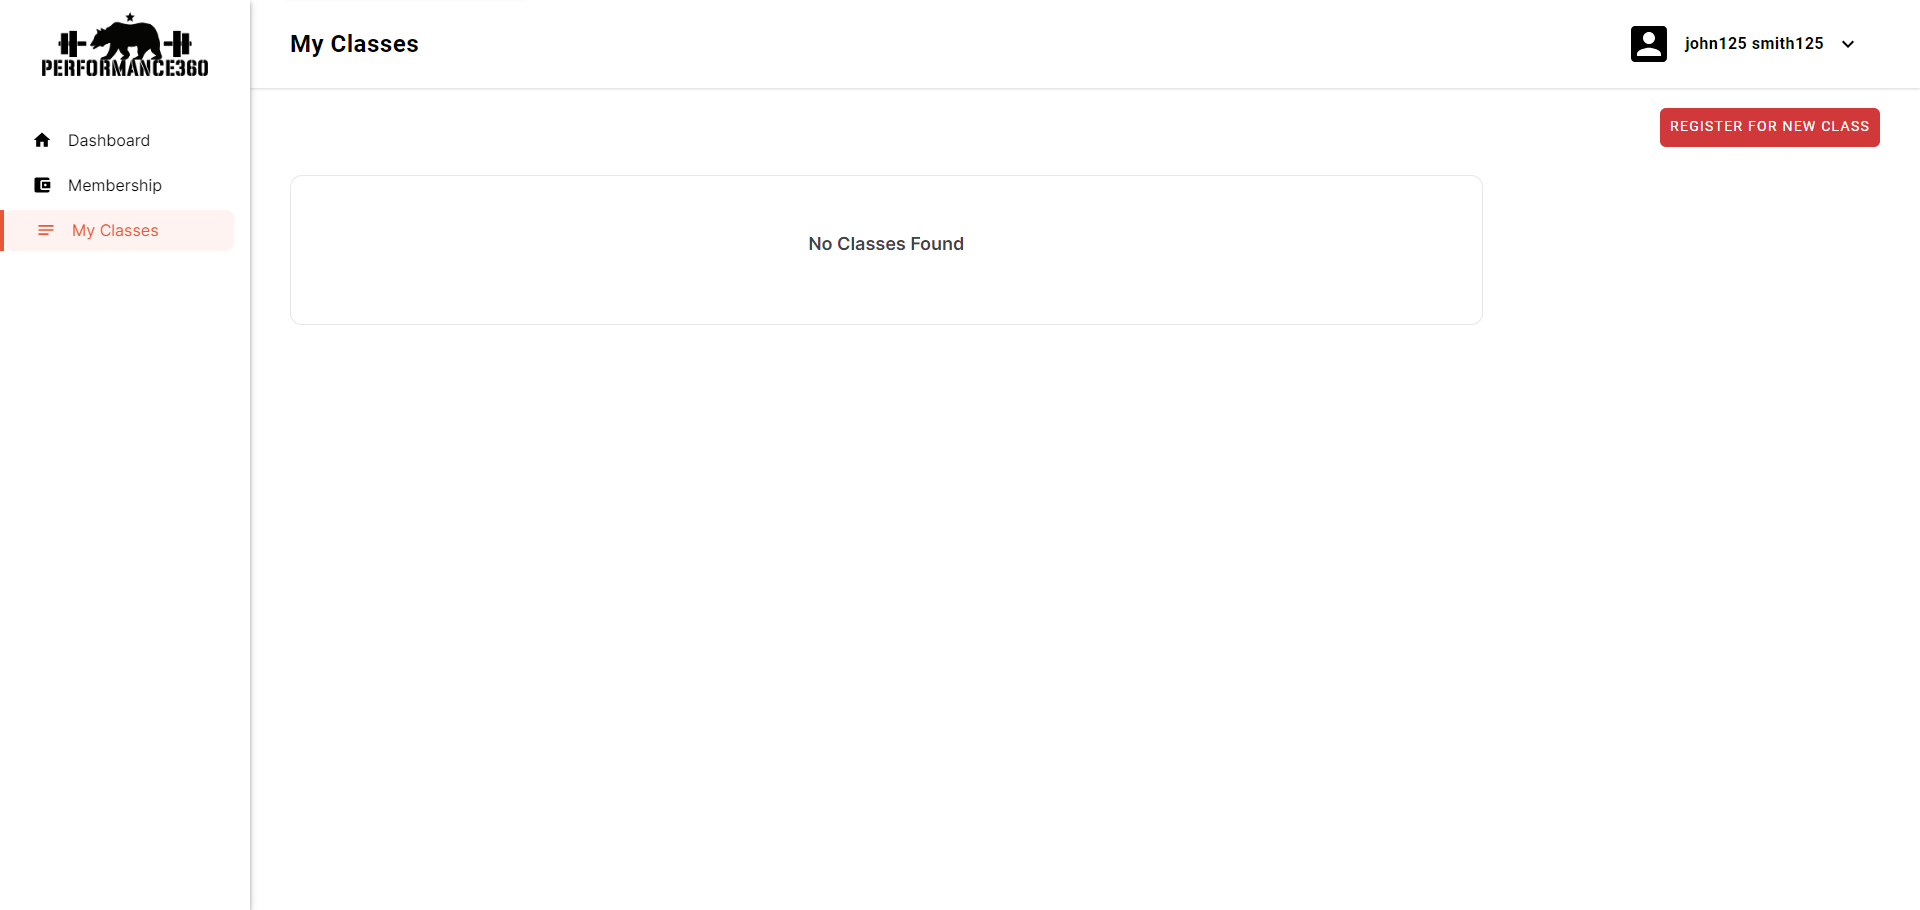 PERFORMANCE360
My Classes
john125 smith125
Dashboard
Membership
My Classes
REGISTER FOR NEW CLASS
No Classes Found